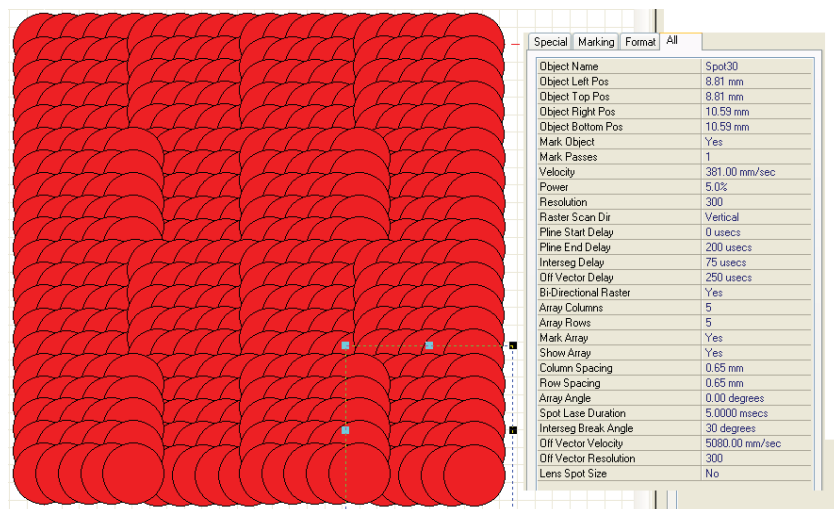 Special Marking Format All
Object Name Spot30
Object Left Pos 8.81 mm
Object Top Pos 8.81 mm
Object Right Pos 10.59 mm
Object Bottom Pos 10.59 mm
Mark Object Yes
Mark Passes 1
Velocity 381.00 mm/sec
Power 5.0%
Resolution 300
Raster Scan Dir Vertical
Pline Start Delay 0 usecs
Pline End Delay 200 usecs
Interseg Delay 75 usecs
Off Vector Delay 250 usecs
Bi-Directional Raster Yes
Array Columns 5
Array Rows 5
Mark Array Yes
Show Array Yes
Column Spacing 0.65 mm
Row Spacing 0.65 mm
Array Angle 0.00 degrees
Spot Lase Duration 5.0000 msecs
Interseg Break Angle 30 degrees
Off Vector Velocity 5080.00 mm/sec
Off Vector Resolution 300
Lens Spot Size No